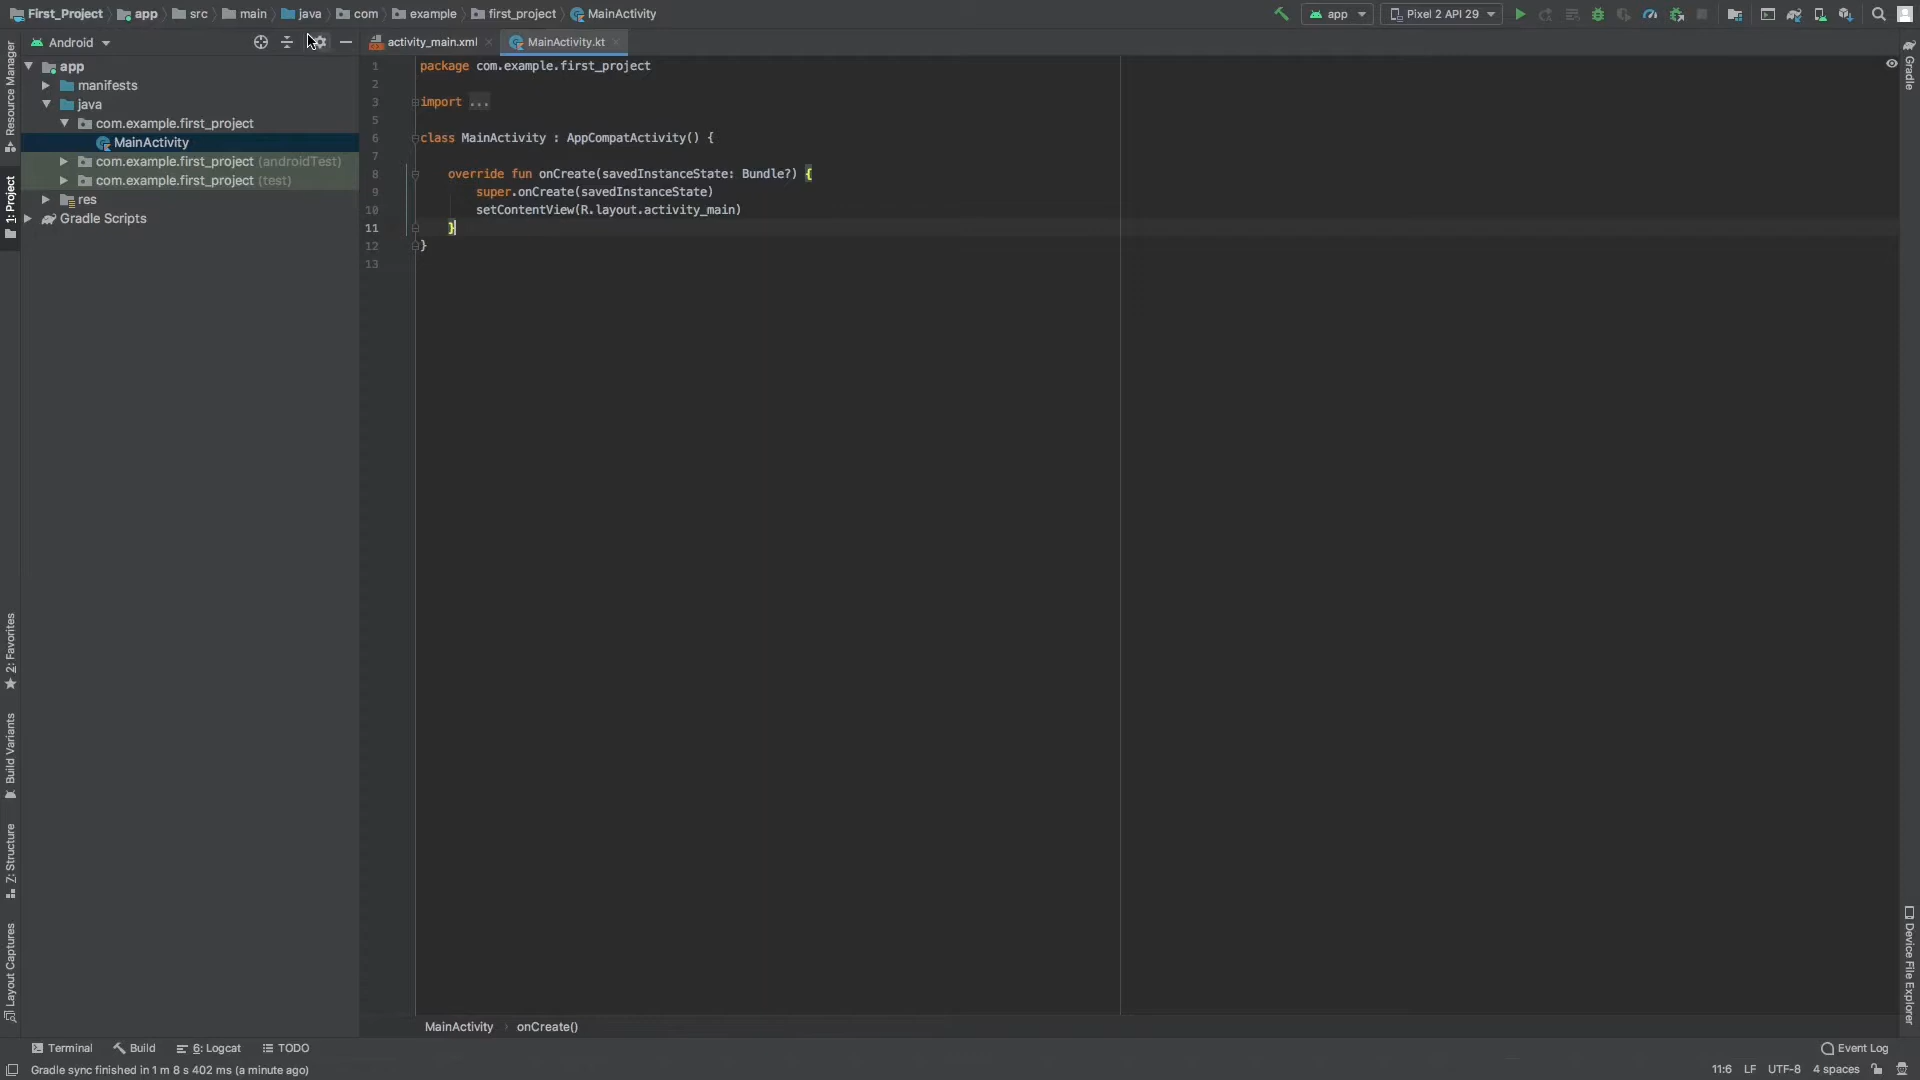 First_Project app src main java com example first_project MainActivity app Pixel 2 API 29
Android
activity_main.xml MainActivity.kt
Resource Manager
1: Project
2: Favorites
Build Variants
7: Structure
Layout Captures
app
manifests
java
com.example.first_project
MainActivity
com.example.first_project (androidTest)
com.example.first_project (test)
res
Gradle Scripts
1 package com.example.first_project
2
3 import ...
5
6 class MainActivity : AppCompatActivity() {
7
8 override fun onCreate(savedInstanceState: Bundle?) {
9 super.onCreate(savedInstanceState)
10 setContentView(R.layout.activity_main)
11 }
12 }
13
Gradle
Device File Explorer
MainActivity › onCreate()
Terminal Build 6: Logcat TODO Event Log
Gradle sync finished in 1 m 8 s 402 ms (a minute ago) 11:6 LF UTF-8 4 spaces